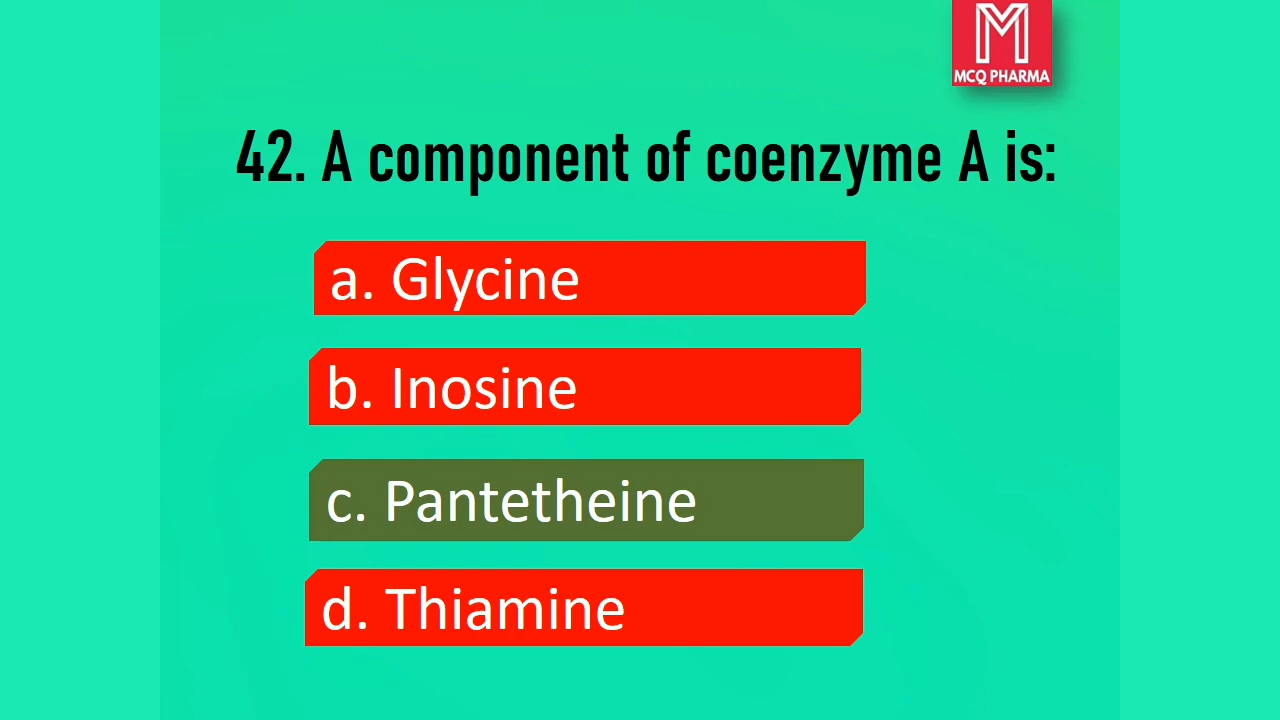 M
MCQ PHARMA
42. A component of coenzyme A is:
a. Glycine
b. Inosine
c. Pantetheine
d. Thiamine